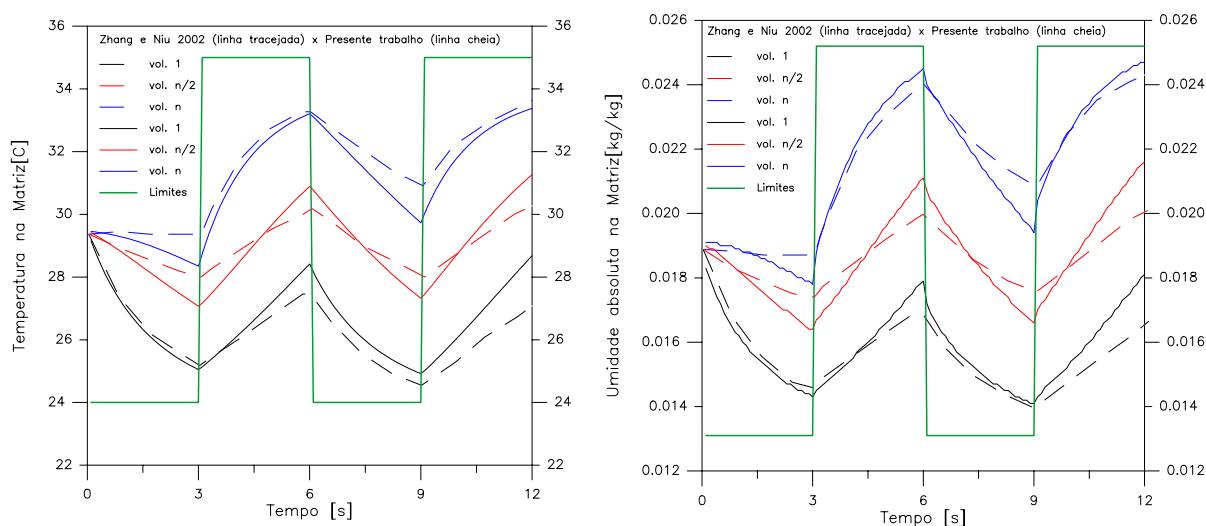 36
36
Zhang e Niu 2002 (linha tracejada) x Presente trabalho (linha cheia)
vol. 1
vol. n/2
vol. n
vol. 1
vol. n/2
vol. n
Limites
34
34
32
32
30
30
28
28
26
26
24
24
22
22
Temperatura na Matriz[C]
0
3
6
9
12
Tempo [s]
0.026
0.026
Zhang e Niu 2002 (linha tracejada) x Presente trabalho (linha cheia)
vol. 1
vol. n/2
vol. n
vol. 1
vol. n/2
vol. n
Limites
0.024
0.024
0.022
0.022
0.020
0.020
0.018
0.018
0.016
0.016
0.014
0.014
0.012
0.012
Umidade absoluta na Matriz[kg/kg]
0
3
6
9
12
Tempo [s]